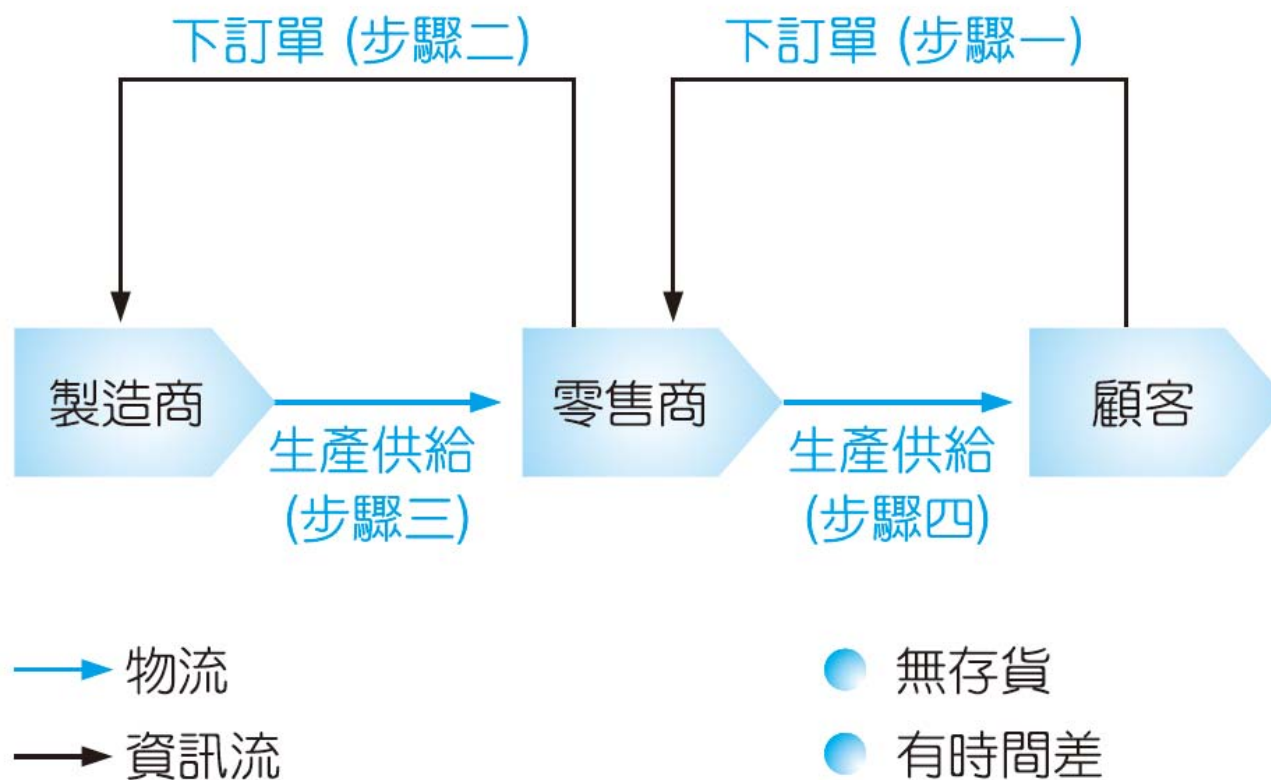 下訂單 (步驟二)
下訂單 (步驟一)
製造商
零售商
顧客
生產供給
(步驟三)
生產供給
(步驟四)
物流
無存貨
資訊流
有時間差